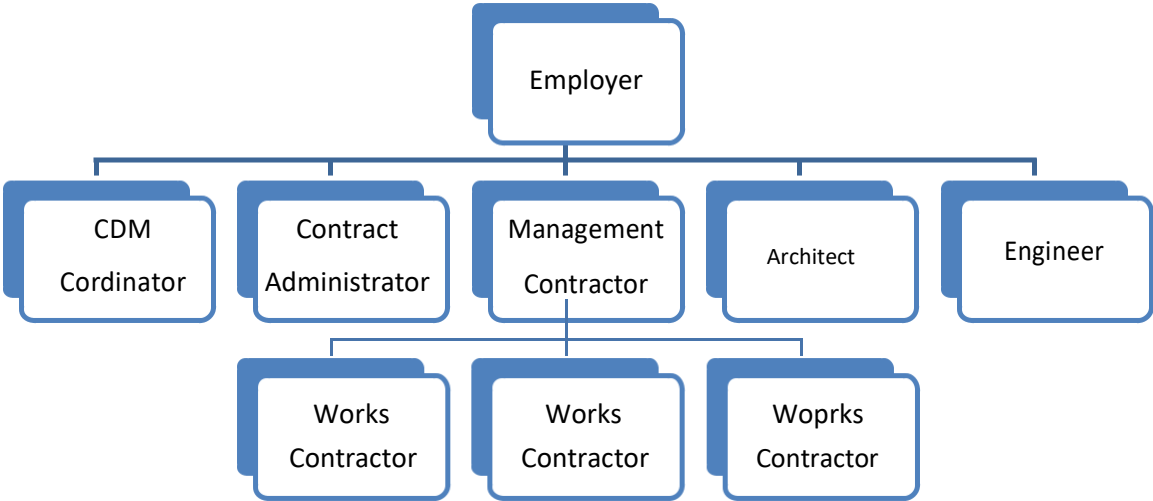 Employer
CDM
Cordinator
Contract
Administrator
Management
Contractor
Architect
Engineer
Works
Contractor
Works
Contractor
Woprks
Contractor